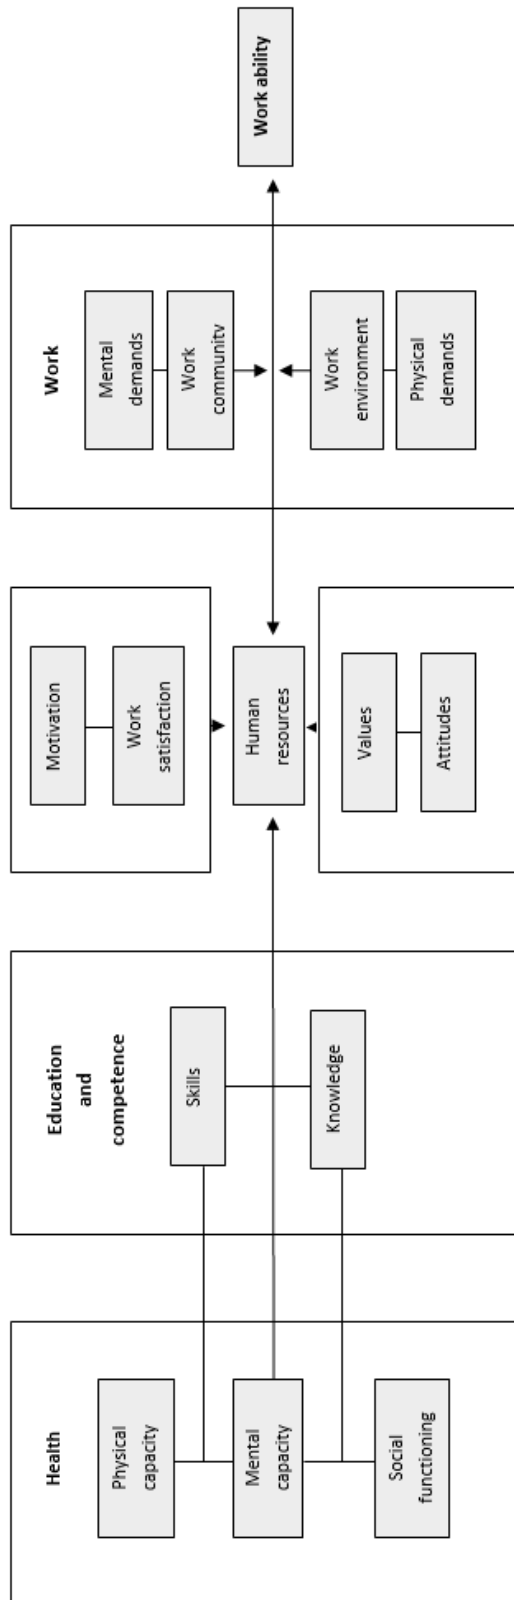 Health
Physical
capacity
Mental
capacity
Social
functioning
Education
and
competence
Skills
Knowledge
Motivation
Work
satisfaction
Human
resources
Values
Attitudes
Work
Mental
demands
Work
community
Work
environment
Physical
demands
Work ability